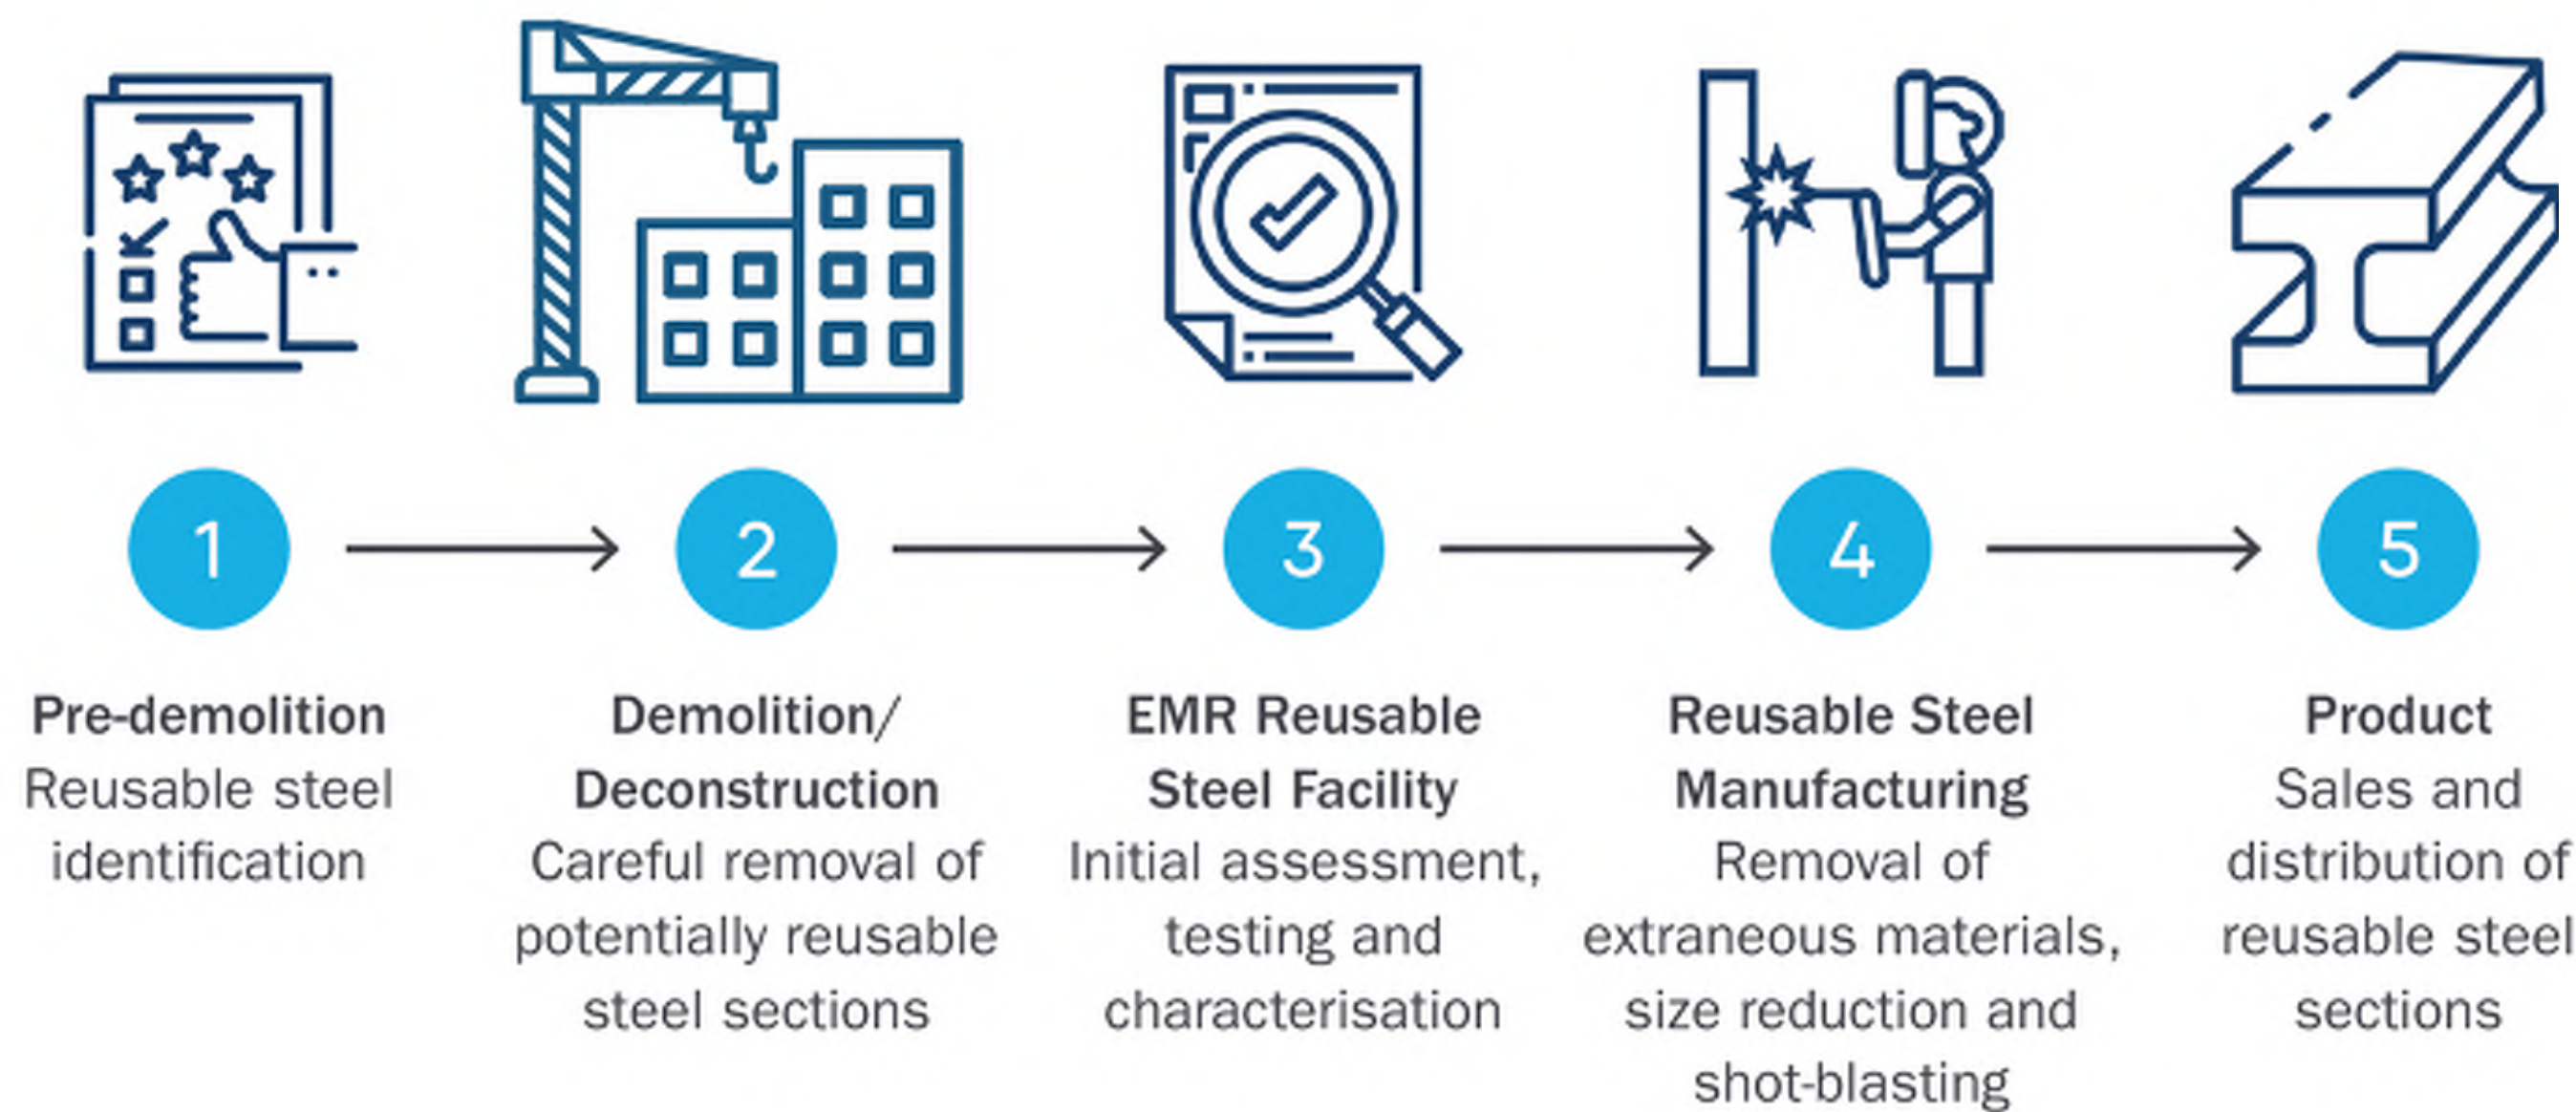 1
2
3
4
5
Pre-demolition
Reusable steel
identification
Demolition/
Deconstruction
Careful removal of
potentially reusable
steel sections
EMR Reusable
Steel Facility
Initial assessment,
testing and
characterisation
Reusable Steel
Manufacturing
Removal of
extraneous materials,
size reduction and
shot-blasting
Product
Sales and
distribution of
reusable steel
sections